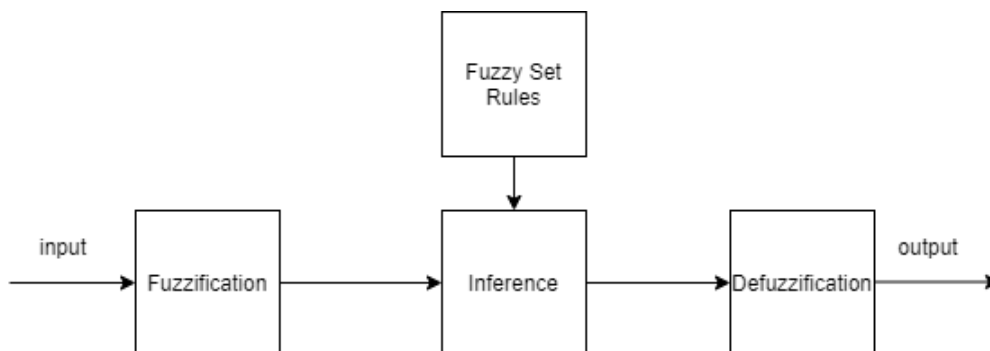 Fuzzy Set
Rules
input
Fuzzification
Inference
Defuzzification
output